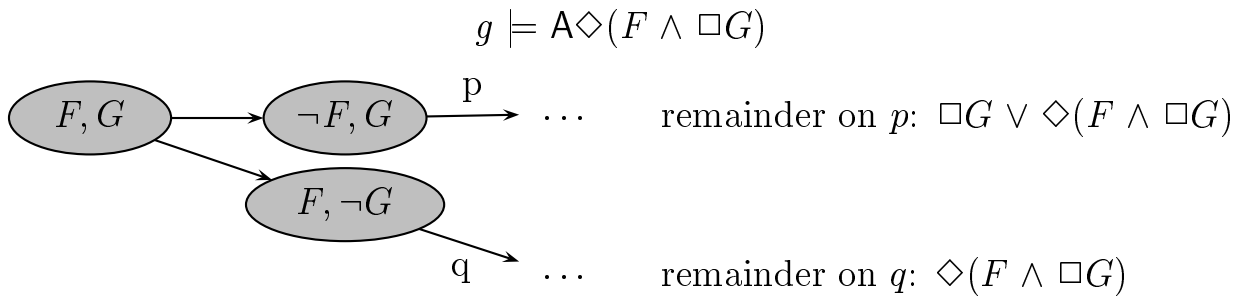 g ⊨ A◇(F ∧ □G)
F, G
¬F, G
p
... remainder on p: □G ∨ ◇(F ∧ □G)
F, ¬G
q
... remainder on q: ◇(F ∧ □G)